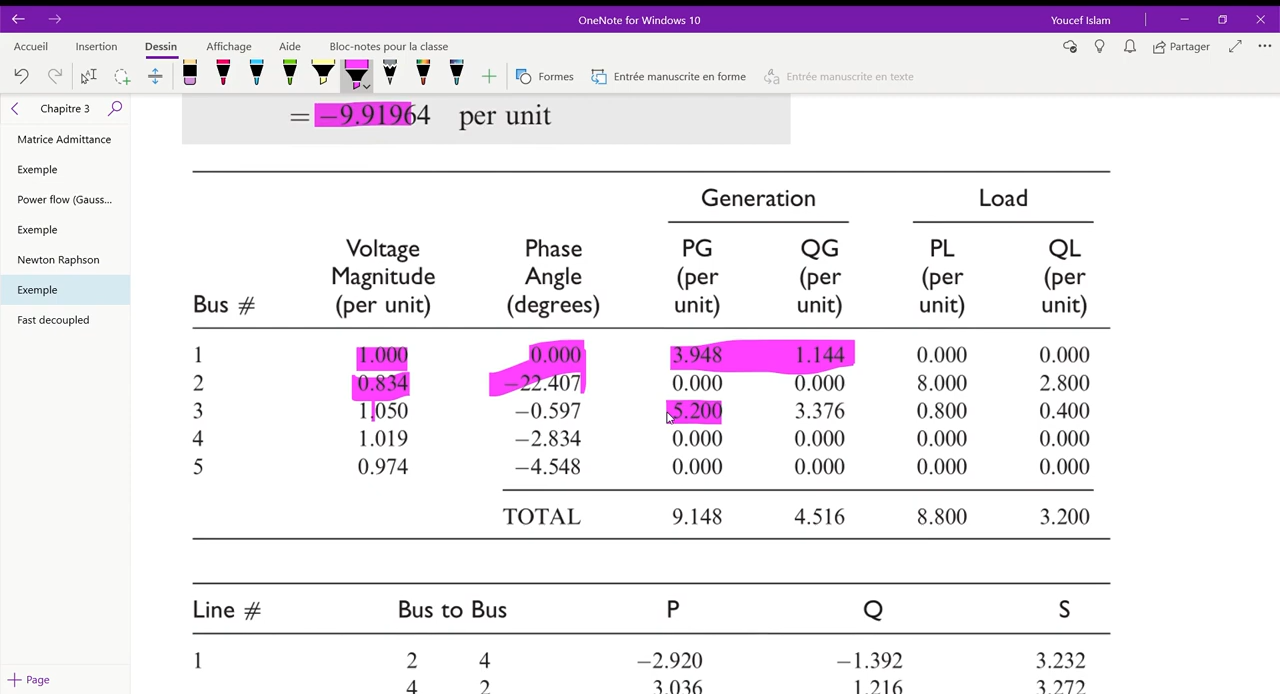 OneNote for Windows 10
Youcef Islam
Accueil Insertion Dessin Affichage Aide Bloc-notes pour la classe
Partager
Formes Entrée manuscrite en forme Entrée manuscrite en texte
Chapitre 3
Matrice Admittance
Exemple
Power flow (Gauss...
Exemple
Newton Raphson
Exemple
Fast decoupled
Page
= −9.91964 per unit
Generation Load
Voltage Phase PG QG PL QL
Magnitude Angle (per (per (per (per
Bus # (per unit) (degrees) unit) unit) unit) unit)
1 1.000 0.000 3.948 1.144 0.000 0.000
2 0.834 −22.407 0.000 0.000 8.000 2.800
3 1.050 −0.597 5.200 3.376 0.800 0.400
4 1.019 −2.834 0.000 0.000 0.000 0.000
5 0.974 −4.548 0.000 0.000 0.000 0.000
TOTAL 9.148 4.516 8.800 3.200
Line # Bus to Bus P Q S
1 2 4 −2.920 −1.392 3.232
4 2 3.036 1.216 3.272